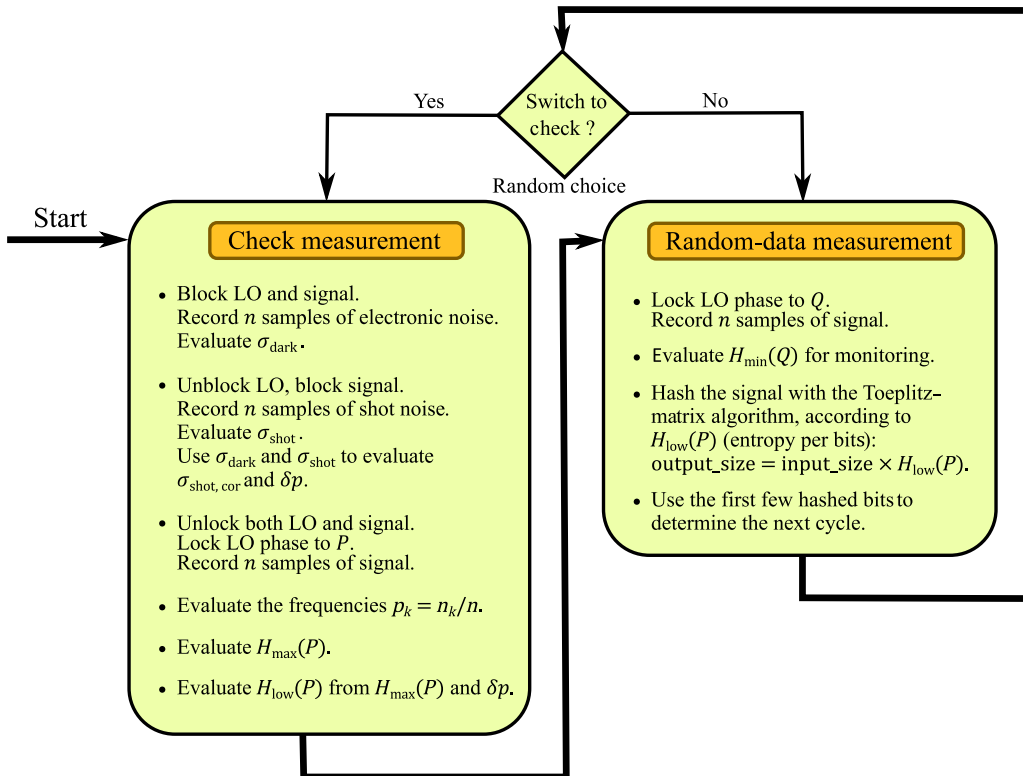 Switch to
check ?
Yes
No
Random choice
Start
Check measurement
• Block LO and signal.
Record n samples of electronic noise.
Evaluate σ_dark.
• Unblock LO, block signal.
Record n samples of shot noise.
Evaluate σ_shot.
Use σ_dark and σ_shot to evaluate
σ_shot, cor and δp.
• Unlock both LO and signal.
Lock LO phase to P.
Record n samples of signal.
• Evaluate the frequencies p_k = n_k/n.
• Evaluate H_max(P).
• Evaluate H_low(P) from H_max(P) and δp.
Random-data measurement
• Lock LO phase to Q.
Record n samples of signal.
• Evaluate H_min(Q) for monitoring.
• Hash the signal with the Toeplitz–
matrix algorithm, according to
H_low(P) (entropy per bits):
output_size = input_size × H_low(P).
• Use the first few hashed bits to
determine the next cycle.